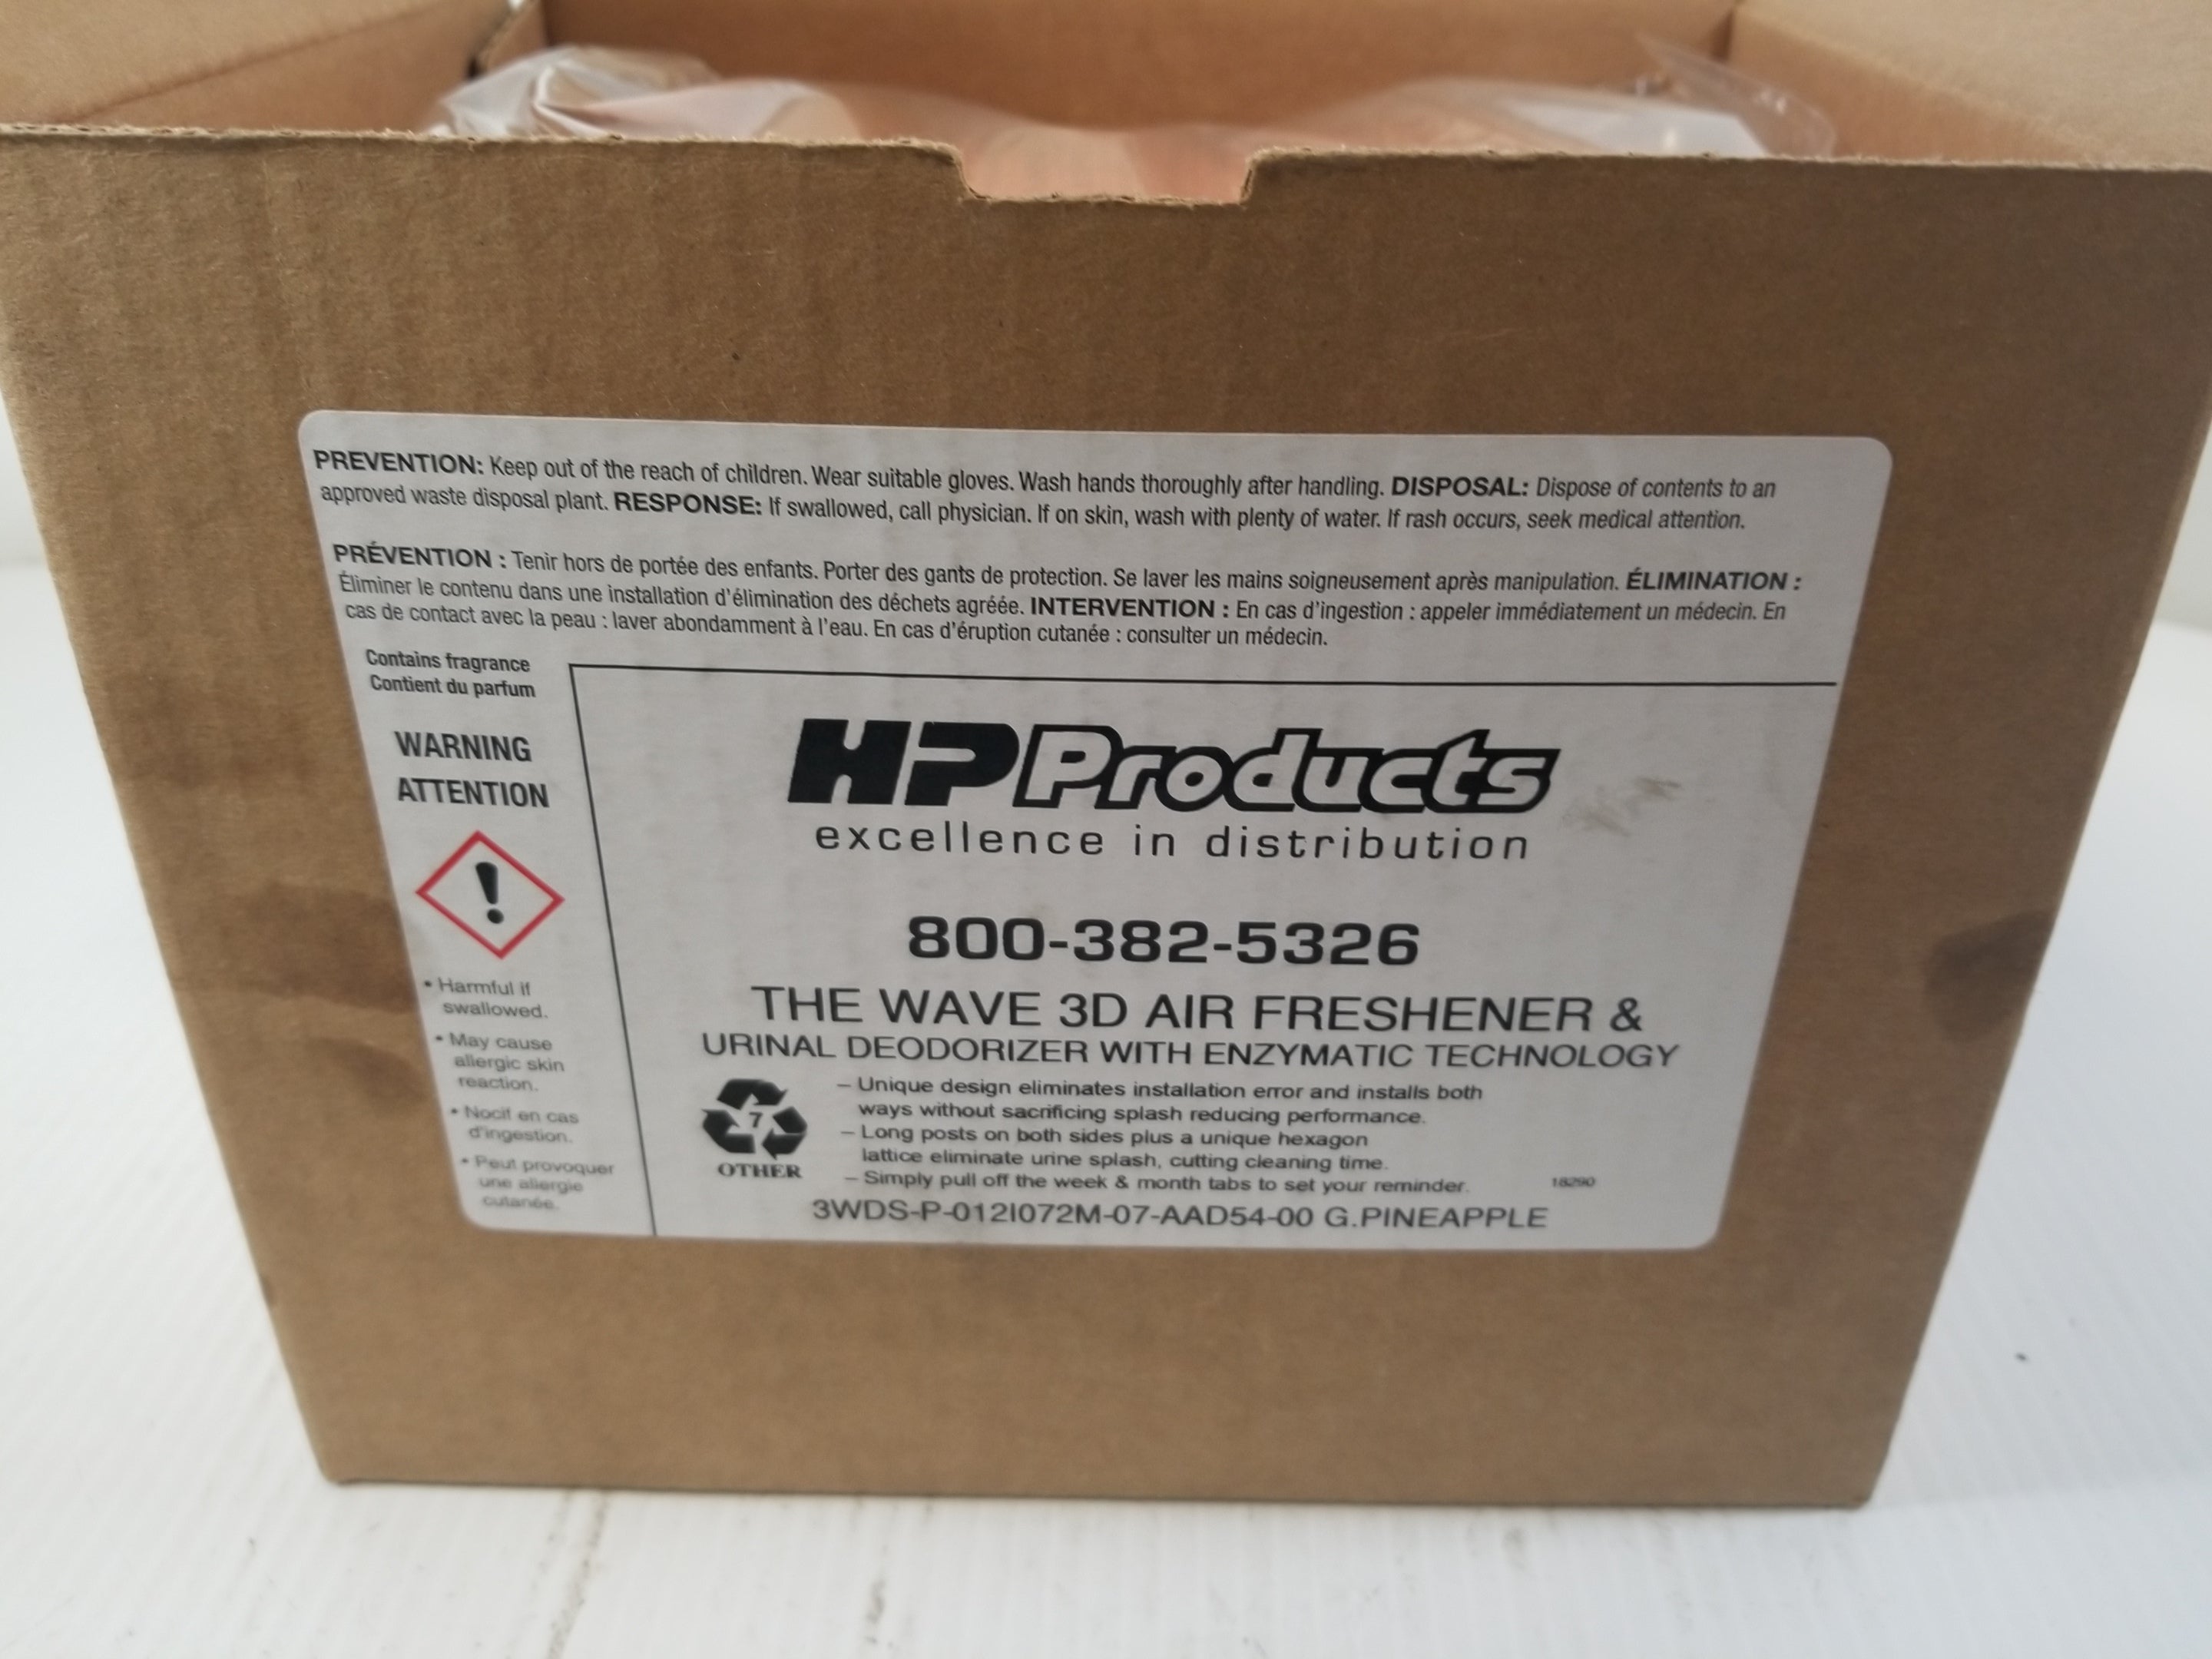 PREVENTION: Keep out of the reach of children. Wear suitable gloves. Wash hands thoroughly after handling. DISPOSAL: Dispose of contents to an
approved waste disposal plant. RESPONSE: If swallowed, call physician. If on skin, wash with plenty of water. If rash occurs, seek medical attention.
PRÉVENTION : Tenir hors de portée des enfants. Porter des gants de protection. Se laver les mains soigneusement après manipulation. ÉLIMINATION :
Éliminer le contenu dans une installation d'élimination des déchets agréée. INTERVENTION : En cas d'ingestion : appeler immédiatement un médecin. En
cas de contact avec la peau : laver abondamment à l'eau. En cas d'éruption cutanée : consulter un médecin.
Contains fragrance
Contient du parfum
WARNING
ATTENTION
!
• Harmful if
swallowed.
• May cause
allergic skin
reaction.
• Nocif en cas
d'ingestion.
• Peut provoquer
une allergie
cutanée.
HP Products
excellence in distribution
800-382-5326
THE WAVE 3D AIR FRESHENER &
URINAL DEODORIZER WITH ENZYMATIC TECHNOLOGY
7
OTHER
– Unique design eliminates installation error and installs both
ways without sacrificing splash reducing performance.
– Long posts on both sides plus a unique hexagon
lattice eliminate urine splash, cutting cleaning time.
– Simply pull off the week & month tabs to set your reminder.
18290
3WDS-P-012I072M-07-AAD54-00 G.PINEAPPLE